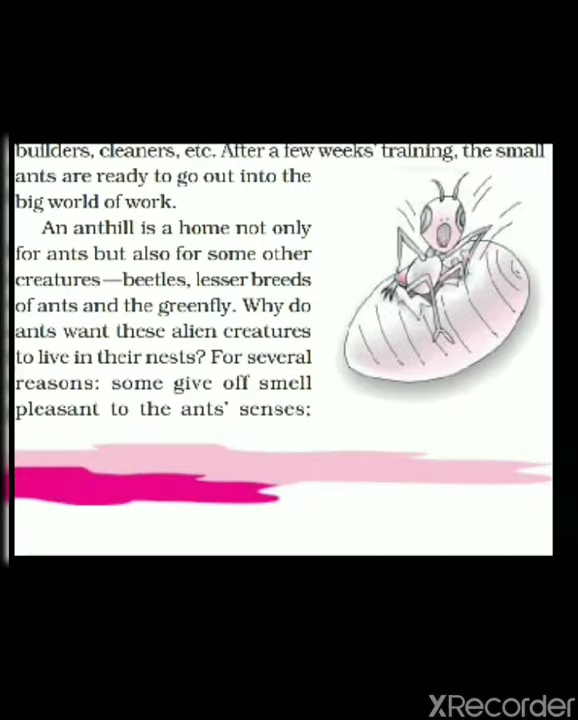 builders, cleaners, etc. After a few weeks' training, the small
ants are ready to go out into the
big world of work.
An anthill is a home not only
for ants but also for some other
creatures—beetles, lesser breeds
of ants and the greenfly. Why do
ants want these alien creatures
to live in their nests? For several
reasons: some give off smell
pleasant to the ants' senses;
XRecorder